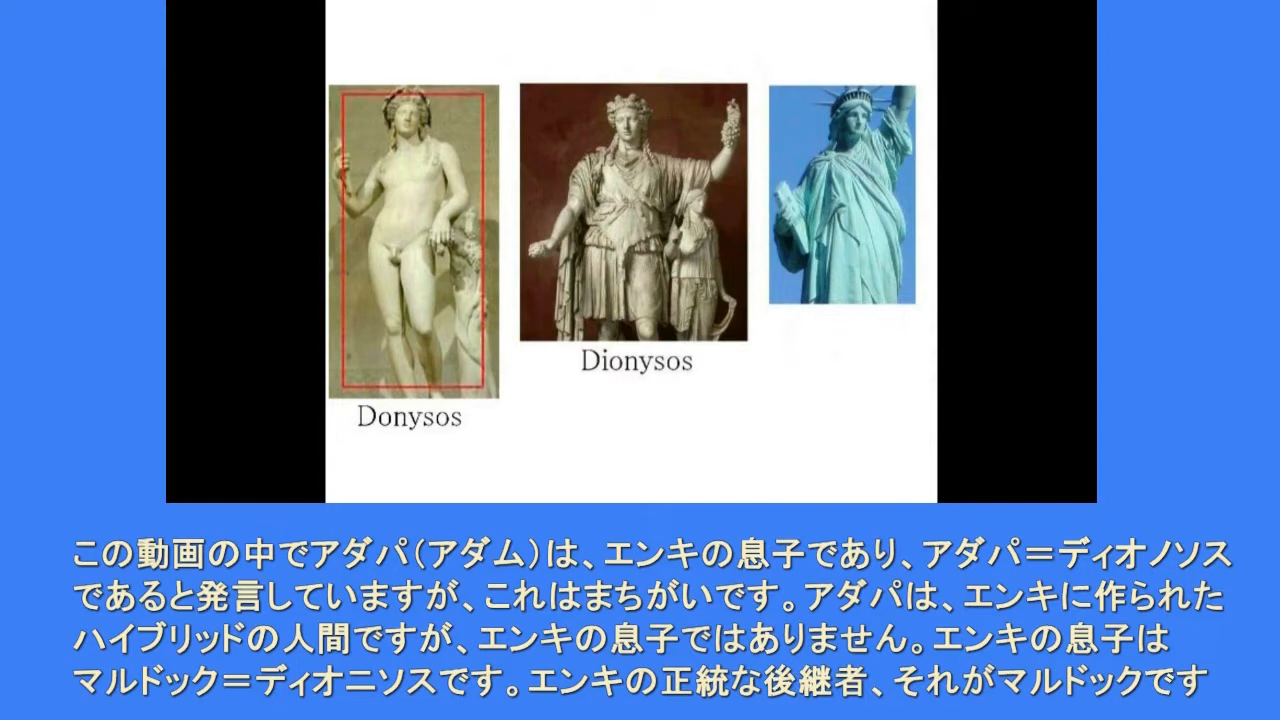 Donysos
Dionysos
この動画の中でアダパ（アダム）は、エンキの息子であり、アダパ＝ディオノソス
であると発言していますが、これはまちがいです。アダパは、エンキに作られた
ハイブリッドの人間ですが、エンキの息子ではありません。エンキの息子は
マルドック＝ディオニソスです。エンキの正統な後継者、それがマルドックです